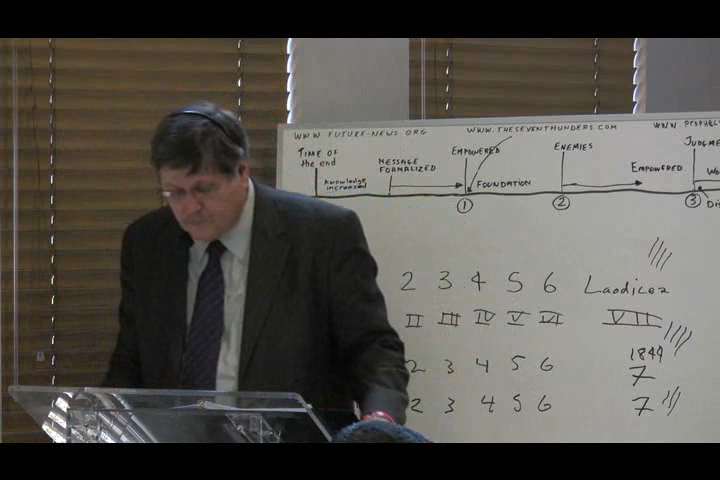 WWW.FUTURE-NEWS.ORG WWW.THESEVENTHUNDERS.COM WWW.PROPHECY
TIME OF the end MESSAGE FORMALIZED EMPOWERED ENEMIES JUDGME
Knowledge increased FOUNDATION EMPOWERED
1 2 3
2 3 4 5 6 Laodicea
II III IV V VI VII
1844
2 3 4 5 6 7
2 3 4 5 6 7